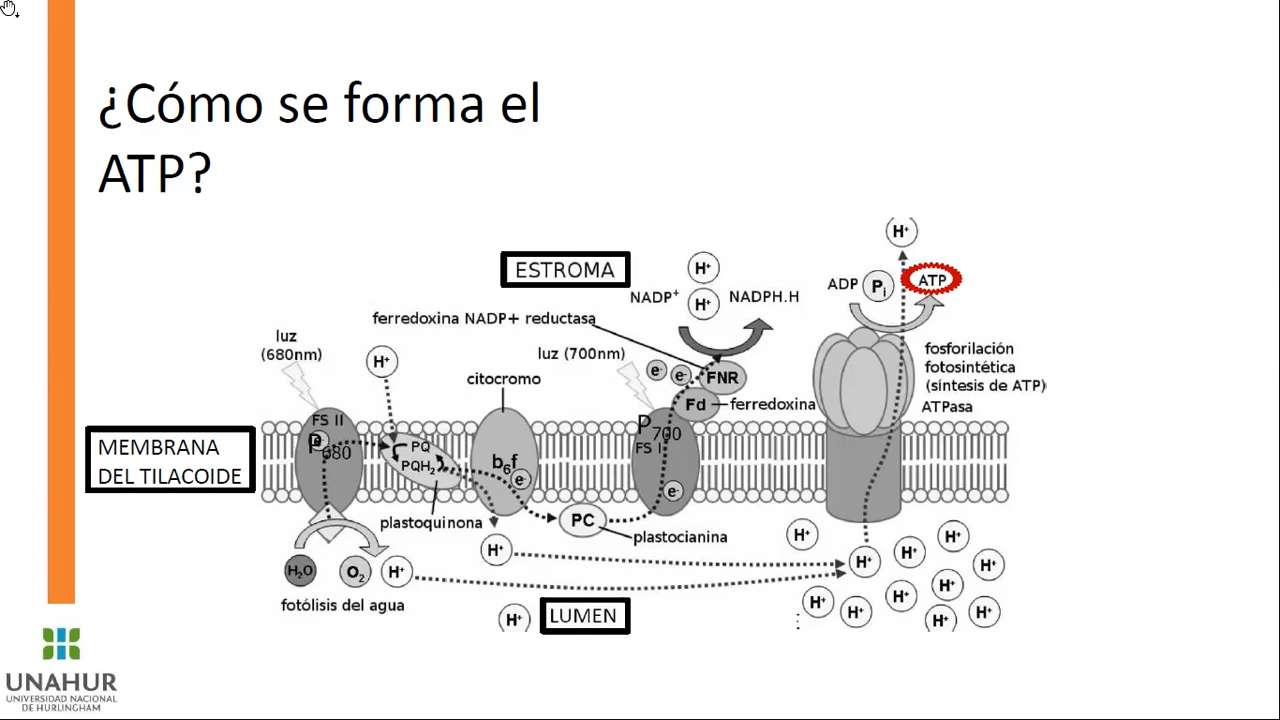 ¿Cómo se forma el
ATP?
H⁺
ESTROMA
H⁺
NADP⁺
H⁺
NADPH.H
ADP
Pᵢ
ATP
ferredoxina NADP+ reductasa
luz
(680nm)
H⁺
luz (700nm)
e⁻
e⁻
FNR
fosforilación
fotosintética
(síntesis de ATP)
ATPasa
citocromo
Fd
ferredoxina
MEMBRANA
DEL TILACOIDE
FS II
e⁻
P680
PQ
PQH₂
b₆f
e⁻
P700
FS I
e⁻
plastoquinona
PC
plastocianina
H₂O
O₂
H⁺
H⁺
fotólisis del agua
H⁺
LUMEN
H⁺
H⁺
H⁺
H⁺
H⁺
H⁺
H⁺
H⁺
H⁺
H⁺
H⁺
UNAHUR
UNIVERSIDAD NACIONAL
DE HURLINGHAM